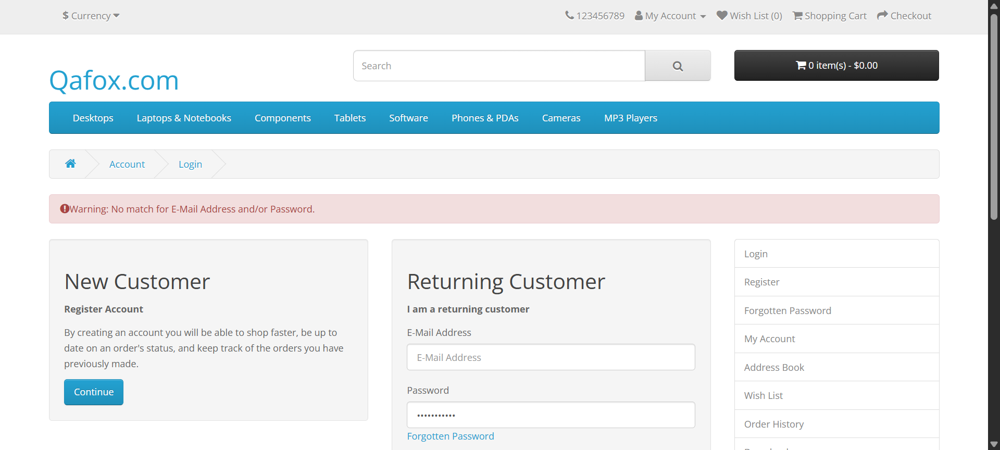 $ Currency
123456789 My Account Wish List (0) Shopping Cart Checkout
Qafox.com
Search
0 item(s) - $0.00
Desktops Laptops & Notebooks Components Tablets Software Phones & PDAs Cameras MP3 Players
Account Login
Warning: No match for E-Mail Address and/or Password.
New Customer
Register Account
By creating an account you will be able to shop faster, be up to
date on an order's status, and keep track of the orders you have
previously made.
Continue
Returning Customer
I am a returning customer
E-Mail Address
E-Mail Address
Password
•••••••••••
Forgotten Password
Login
Register
Forgotten Password
My Account
Address Book
Wish List
Order History